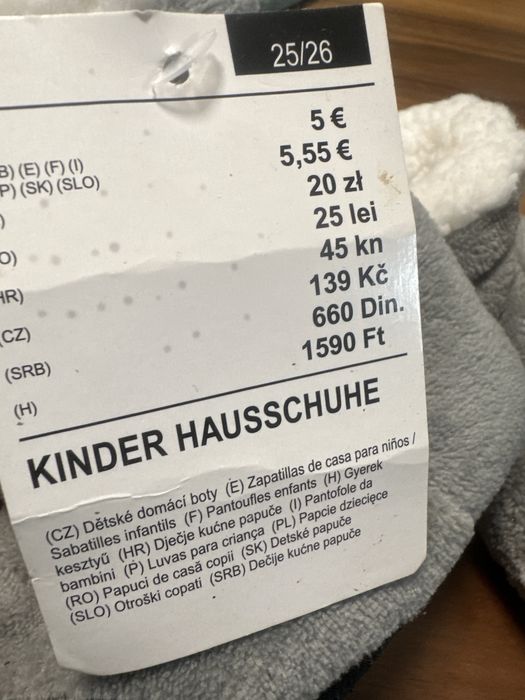 25/26
5 €
B) (E) (F) (I)
P) (SK) (SLO) 5,55 €
) 20 zł
O) 25 lei
HR) 45 kn
(CZ) 139 Kč
(SRB) 660 Din.
(H) 1590 Ft
KINDER HAUSSCHUHE
(CZ) Dětské domácí boty (E) Zapatillas de casa para niños /
Sabatilles infantils (F) Pantoufles enfants (H) Gyerek
kesztyű (HR) Dječje kućne papuče (I) Pantofole da
bambini (P) Luvas para criança (PL) Papcie dziecięce
(RO) Papuci de casă copii (SK) Detské papuče
(SLO) Otroški copati (SRB) Dečije kućne papuče